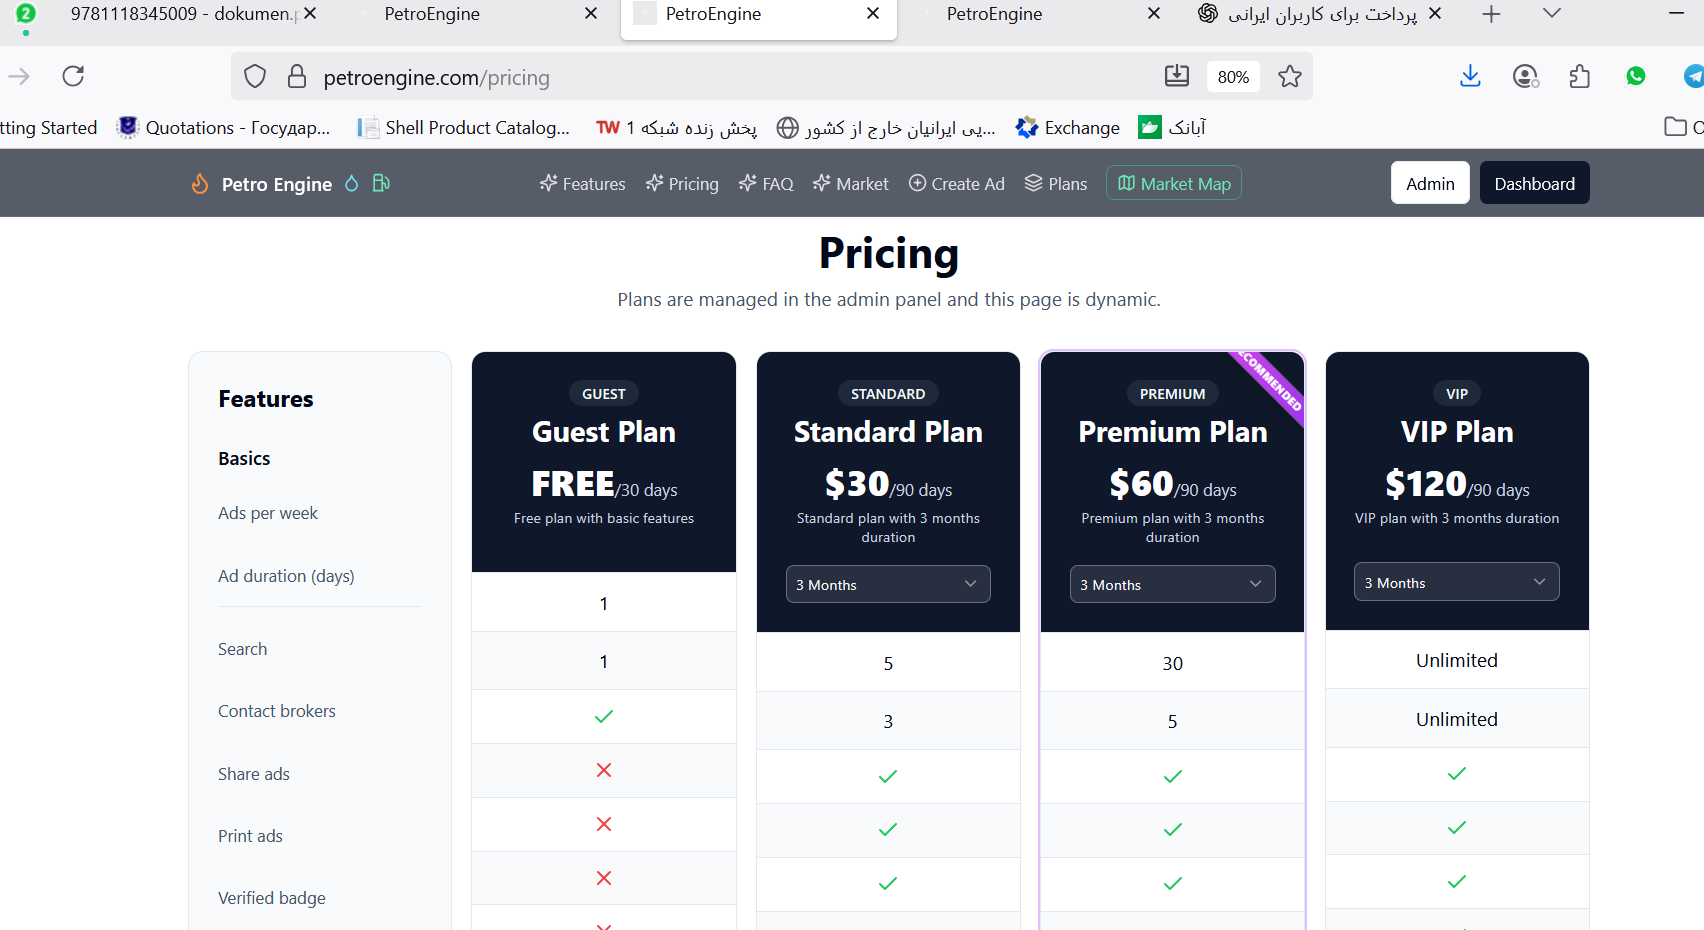 2
9781118345009 - dokumen.p
PetroEngine
PetroEngine
PetroEngine
پرداخت برای کاربران ایرانی
petroengine.com/pricing
80%
tting Started
Quotations - Государ...
Shell Product Catalog...
TW
پخش زنده شبکه 1
...یی ایرانیان خارج از کشور
Exchange
آبانک
O
Petro Engine
Features
Pricing
FAQ
Market
Create Ad
Plans
Market Map
Admin
Dashboard
Pricing
Plans are managed in the admin panel and this page is dynamic.
Features
Basics
Ads per week
Ad duration (days)
Search
Contact brokers
Share ads
Print ads
Verified badge
GUEST
Guest Plan
FREE/30 days
Free plan with basic features
1
1
STANDARD
Standard Plan
$30/90 days
Standard plan with 3 months
duration
3 Months
5
3
ECOMMENDED
PREMIUM
Premium Plan
$60/90 days
Premium plan with 3 months
duration
3 Months
30
5
VIP
VIP Plan
$120/90 days
VIP plan with 3 months duration
3 Months
Unlimited
Unlimited